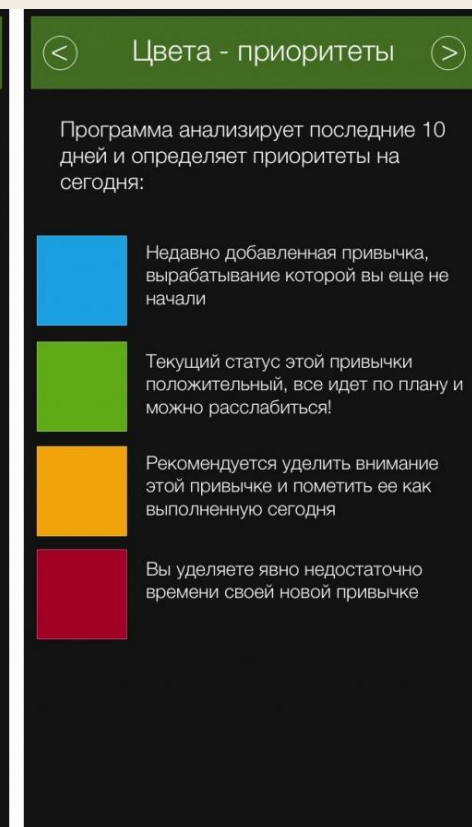 < Цвета - приоритеты >
Программа анализирует последние 10
дней и определяет приоритеты на
сегодня:
Недавно добавленная привычка,
вырабатывание которой вы еще не
начали
Текущий статус этой привычки
положительный, все идет по плану и
можно расслабиться!
Рекомендуется уделить внимание
этой привычке и пометить ее как
выполненную сегодня
Вы уделяете явно недостаточно
времени своей новой привычке